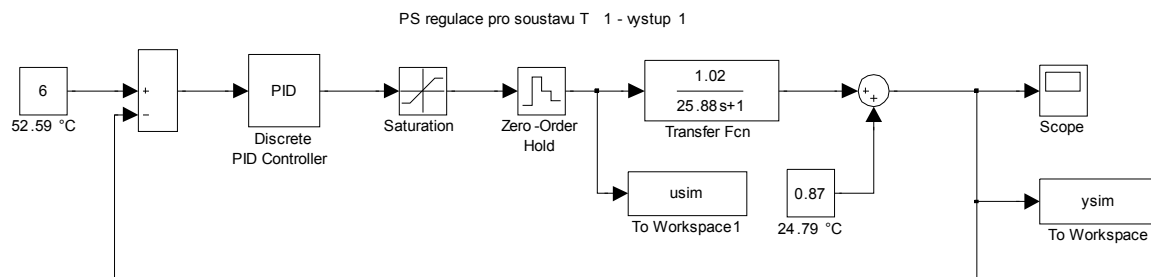 PS regulace pro soustavu T 1 - vystup 1
6
52.59 °C
+
−
PID
Discrete
PID Controller
Saturation
Zero-Order
Hold
1.02
25.88s+1
Transfer Fcn
+
+
Scope
usim
To Workspace1
0.87
24.79 °C
ysim
To Workspace